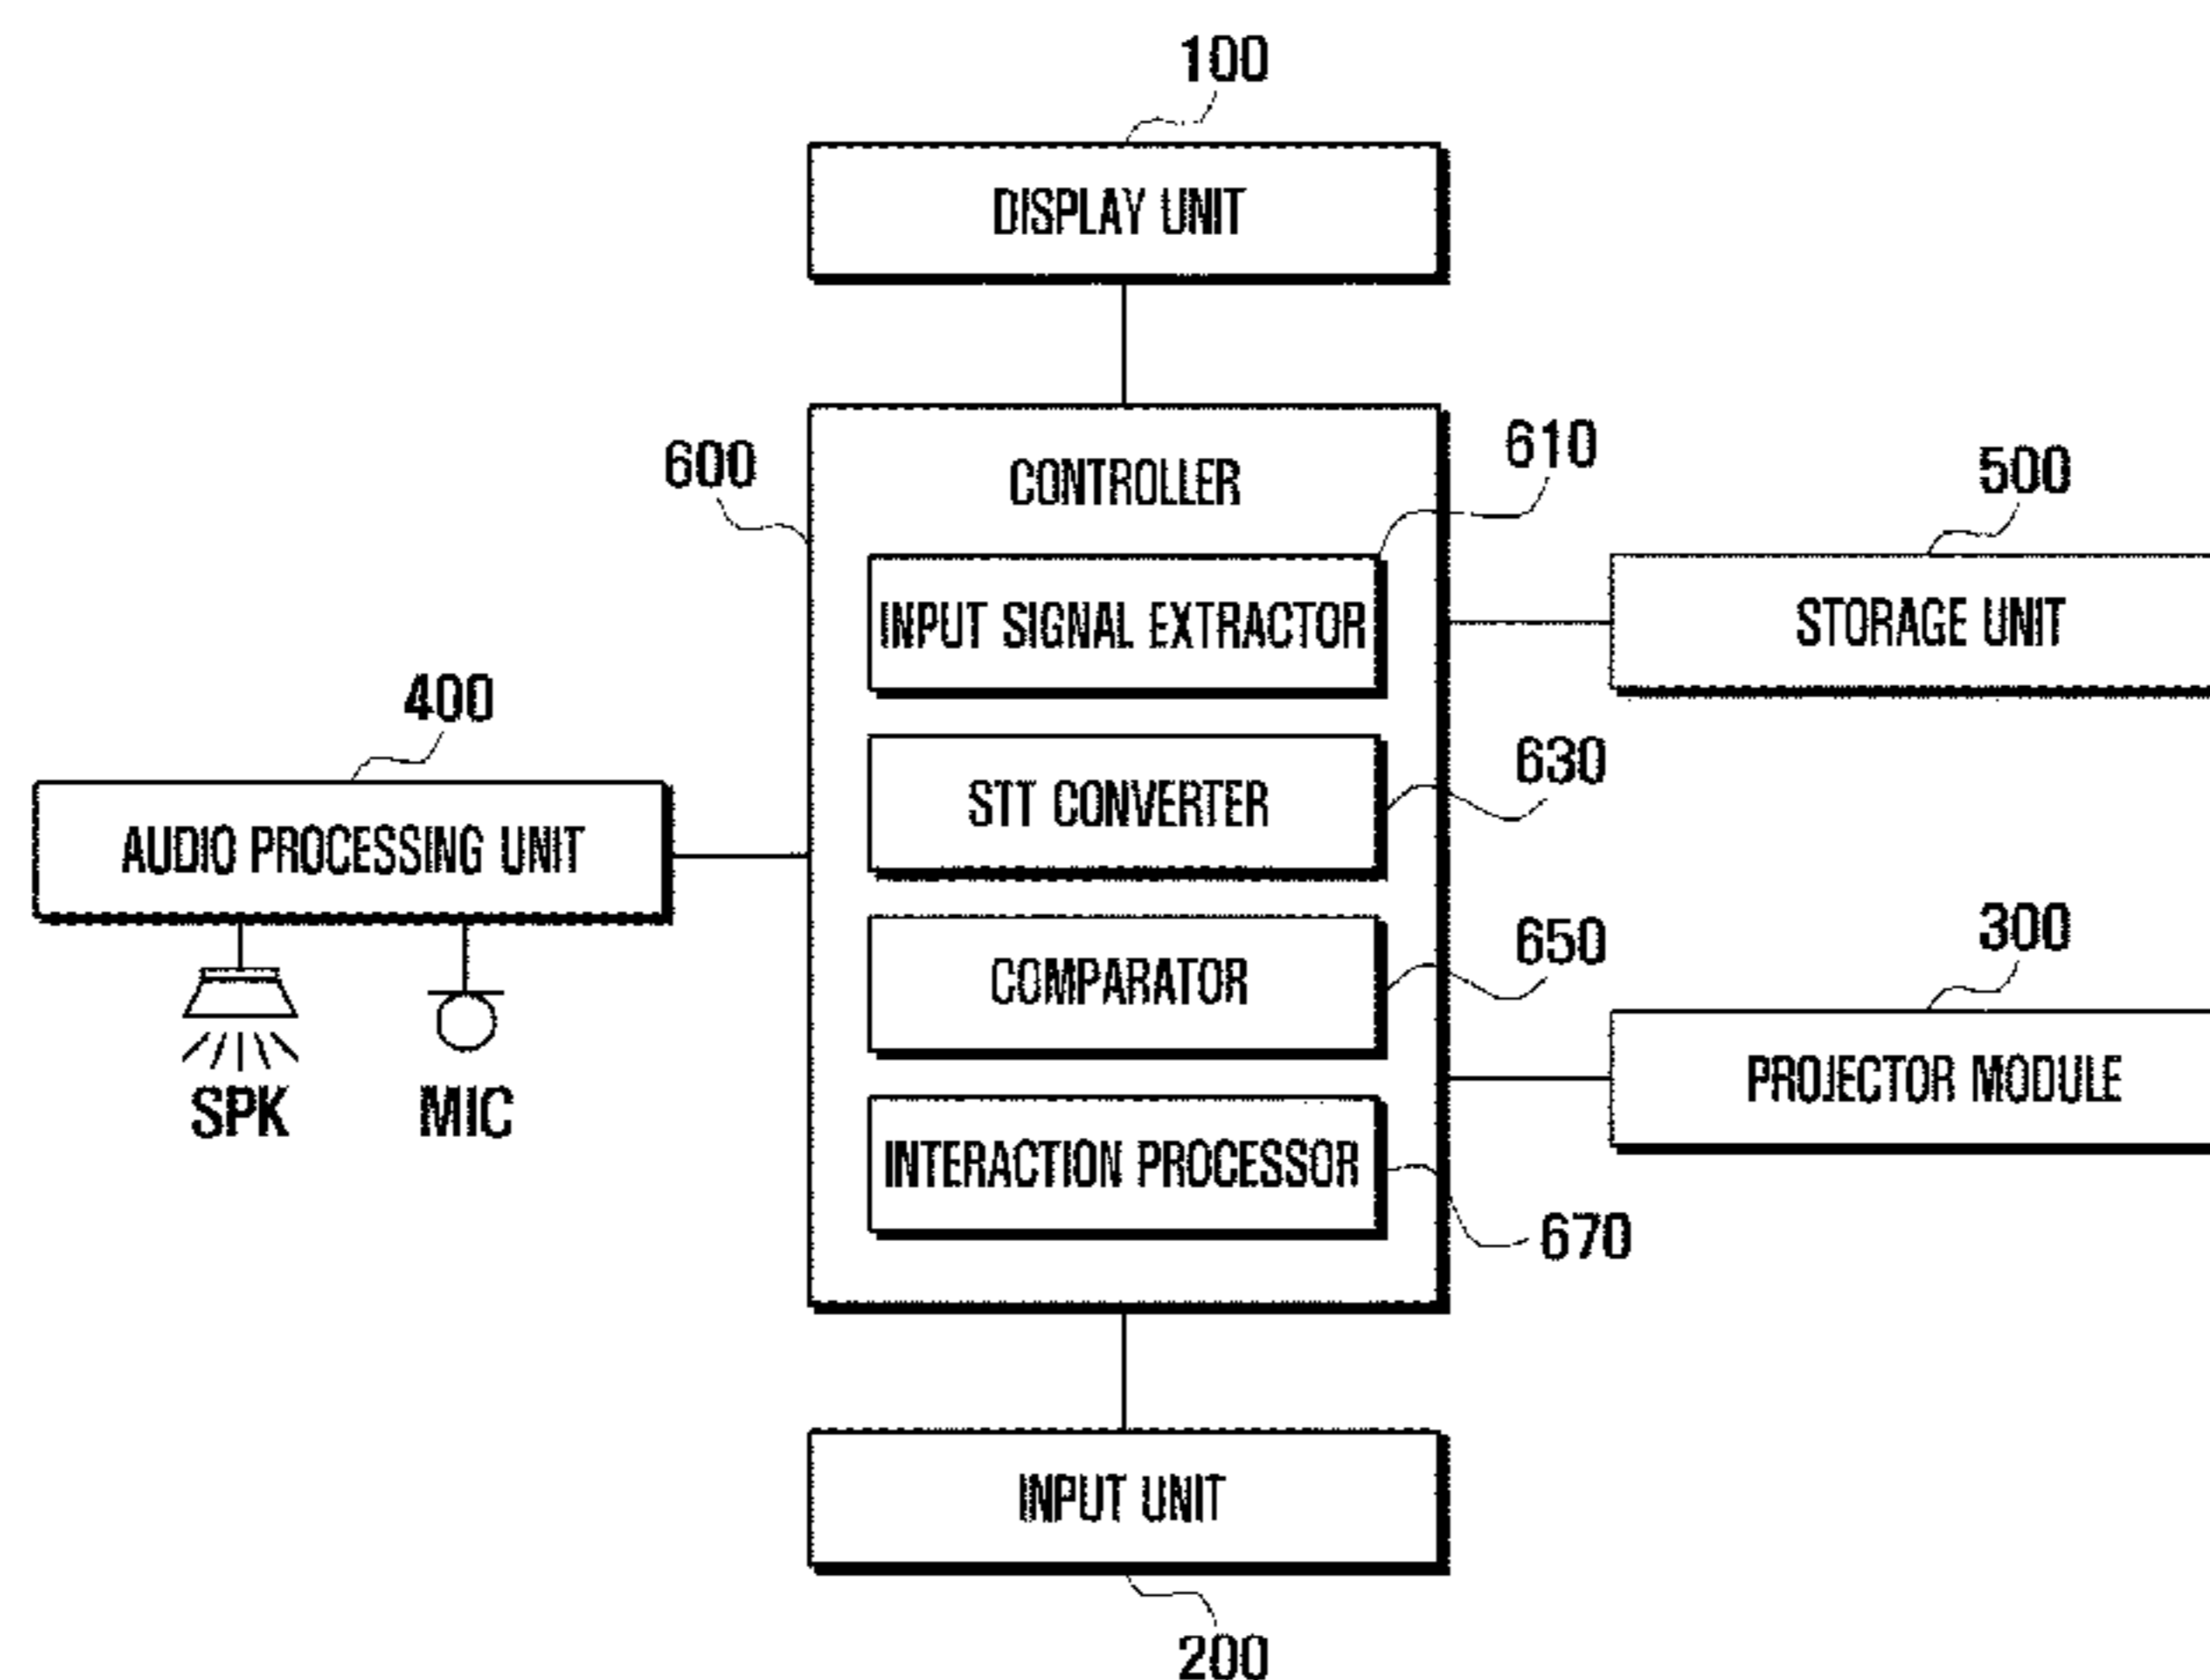 100
DISPLAY UNIT
600
CONTROLLER
610
INPUT SIGNAL EXTRACTOR
500
STORAGE UNIT
400
AUDIO PROCESSING UNIT
SPK
MIC
STT CONVERTER
630
COMPARATOR
650
INTERACTION PROCESSOR
670
300
PROJECTOR MODULE
INPUT UNIT
200